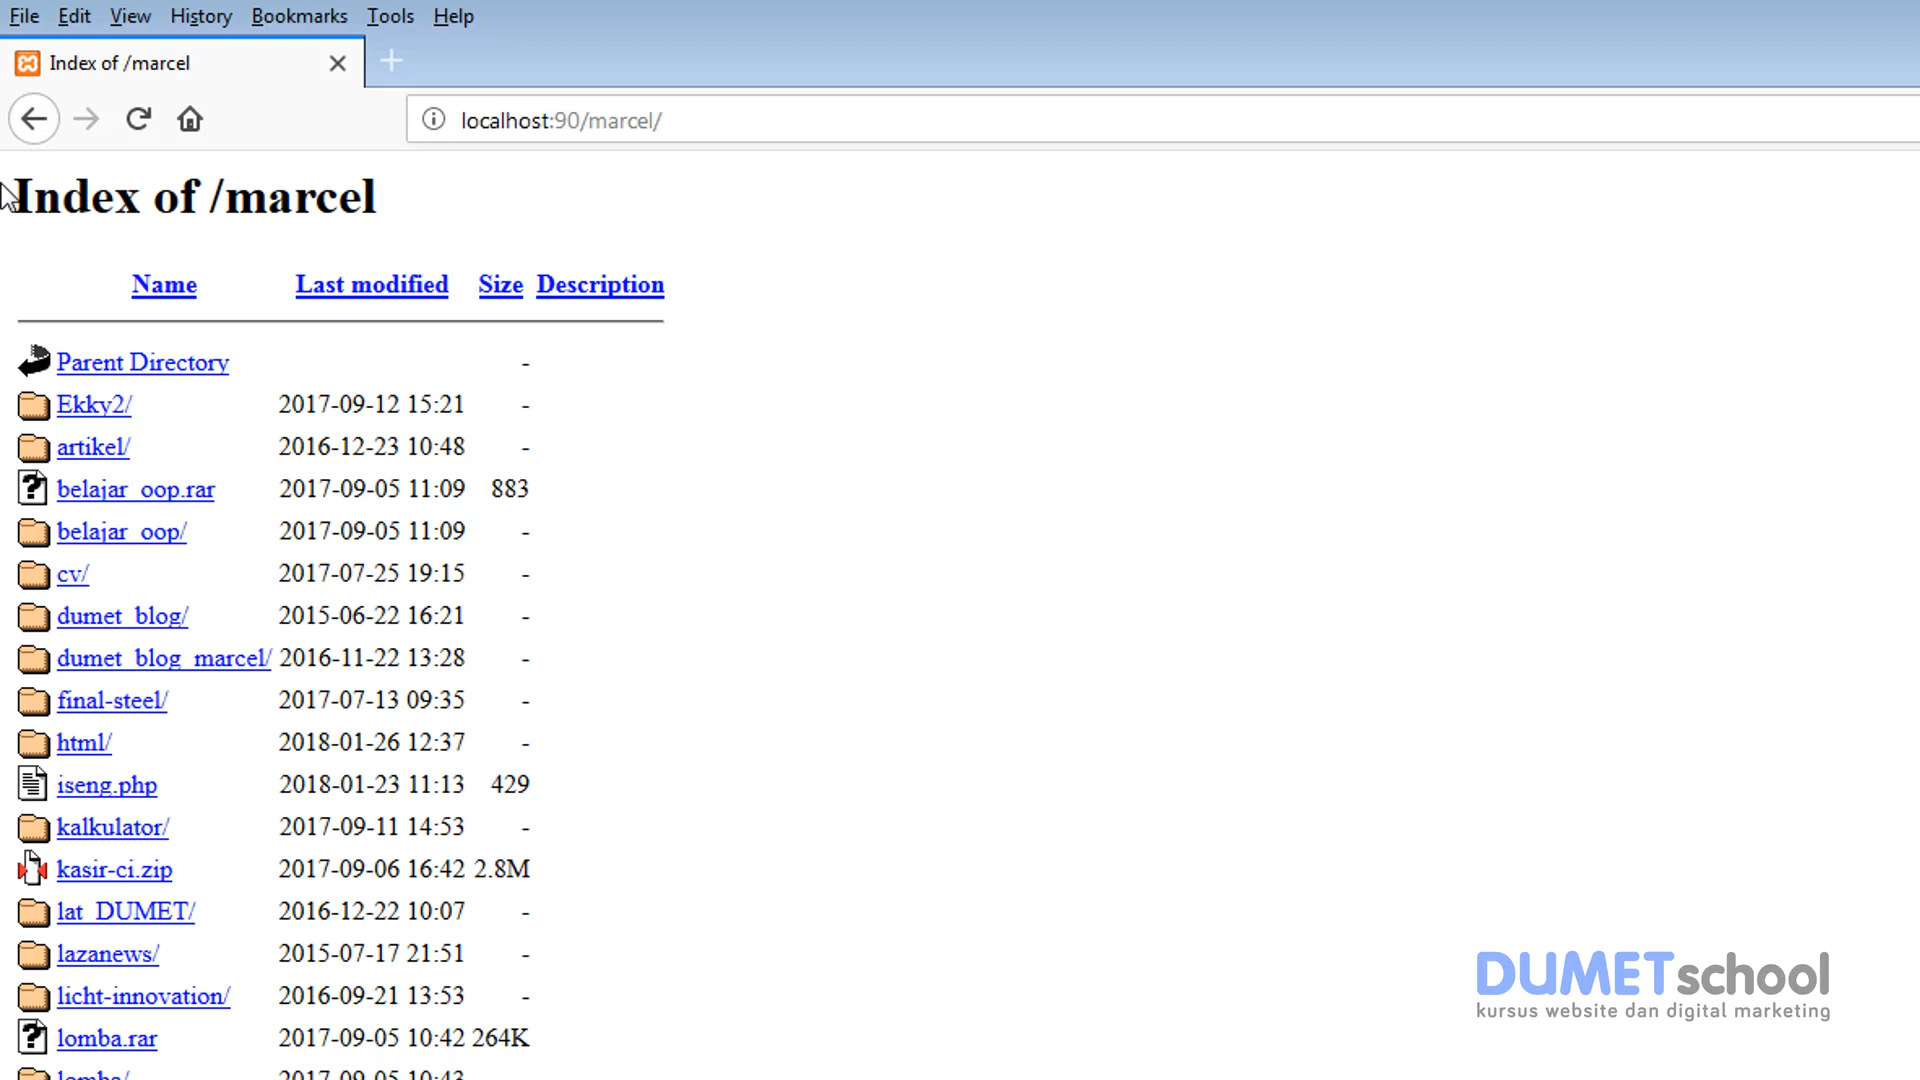 File Edit View History Bookmarks Tools Help
Index of /marcel
localhost:90/marcel/
Index of /marcel
Name Last modified Size Description
Parent Directory -
Ekky2/ 2017-09-12 15:21 -
artikel/ 2016-12-23 10:48 -
belajar_oop.rar 2017-09-05 11:09 883
belajar_oop/ 2017-09-05 11:09 -
cv/ 2017-07-25 19:15 -
dumet_blog/ 2015-06-22 16:21 -
dumet_blog_marcel/ 2016-11-22 13:28 -
final-steel/ 2017-07-13 09:35 -
html/ 2018-01-26 12:37 -
iseng.php 2018-01-23 11:13 429
kalkulator/ 2017-09-11 14:53 -
kasir-ci.zip 2017-09-06 16:42 2.8M
lat_DUMET/ 2016-12-22 10:07 -
lazanews/ 2015-07-17 21:51 -
licht-innovation/ 2016-09-21 13:53 -
lomba.rar 2017-09-05 10:42 264K
lomba/ 2017-09-05 10:43 -
DUMETschool
kursus website dan digital marketing